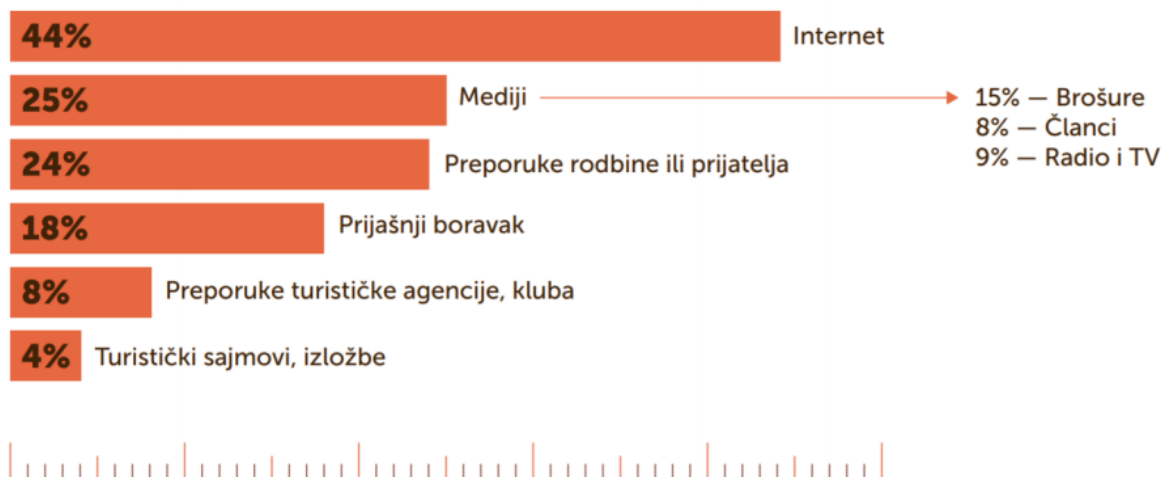 44% Internet
25% Mediji
15% — Brošure
8% — Članci
9% — Radio i TV
24% Preporuke rodbine ili prijatelja
18% Prijašnji boravak
8% Preporuke turističke agencije, kluba
4% Turistički sajmovi, izložbe